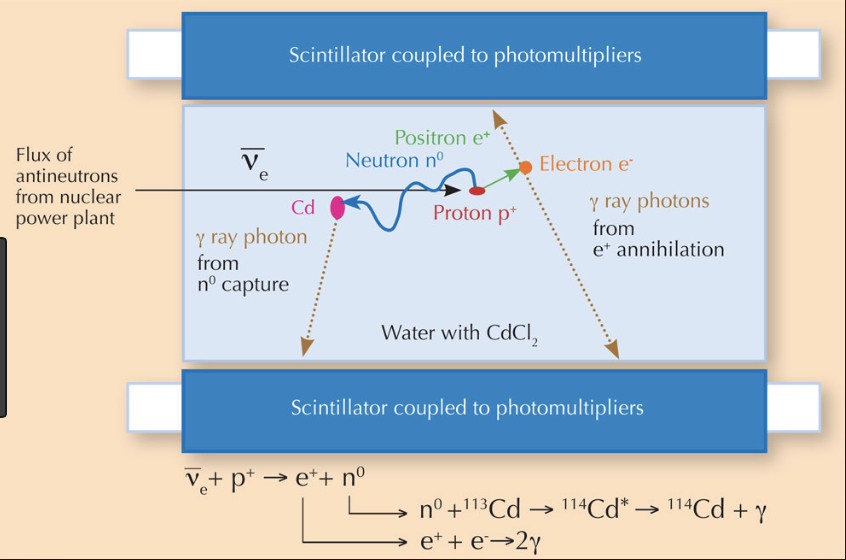 Scintillator coupled to photomultipliers
Flux of
antineutrons
from nuclear
power plant
ν̅ₑ
Positron e⁺
Neutron n⁰
Electron e⁻
Cd
Proton p⁺
γ ray photon
from
n⁰ capture
γ ray photons
from
e⁺ annihilation
Water with CdCl₂
Scintillator coupled to photomultipliers
ν̅ₑ + p⁺ → e⁺ + n⁰
n⁰ + ¹¹³Cd → ¹¹⁴Cd* → ¹¹⁴Cd + γ
e⁺ + e⁻→2γ